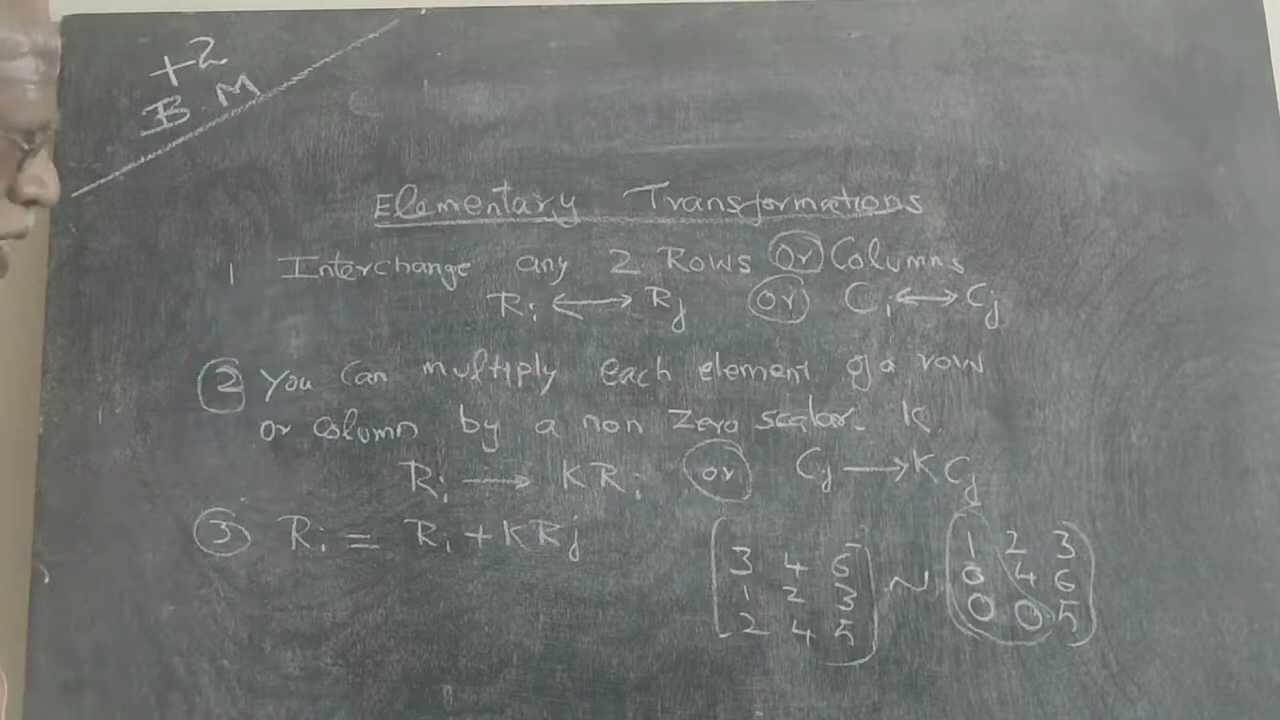 +2
B.M
Elementary Transformations
1 Interchange any 2 Rows or Columns
Ri ⟷ Rj or Ci ⟷ Cj
2 You can multiply each element of a row
or column by a non zero scalar K.
Ri ⟶ KRi or Cj ⟶ KCj
3 Ri = Ri + KRj
[3 4 6] ~ [1 2 3]
[1 2 3] [0 4 6]
[2 4 5] [0 0 5]